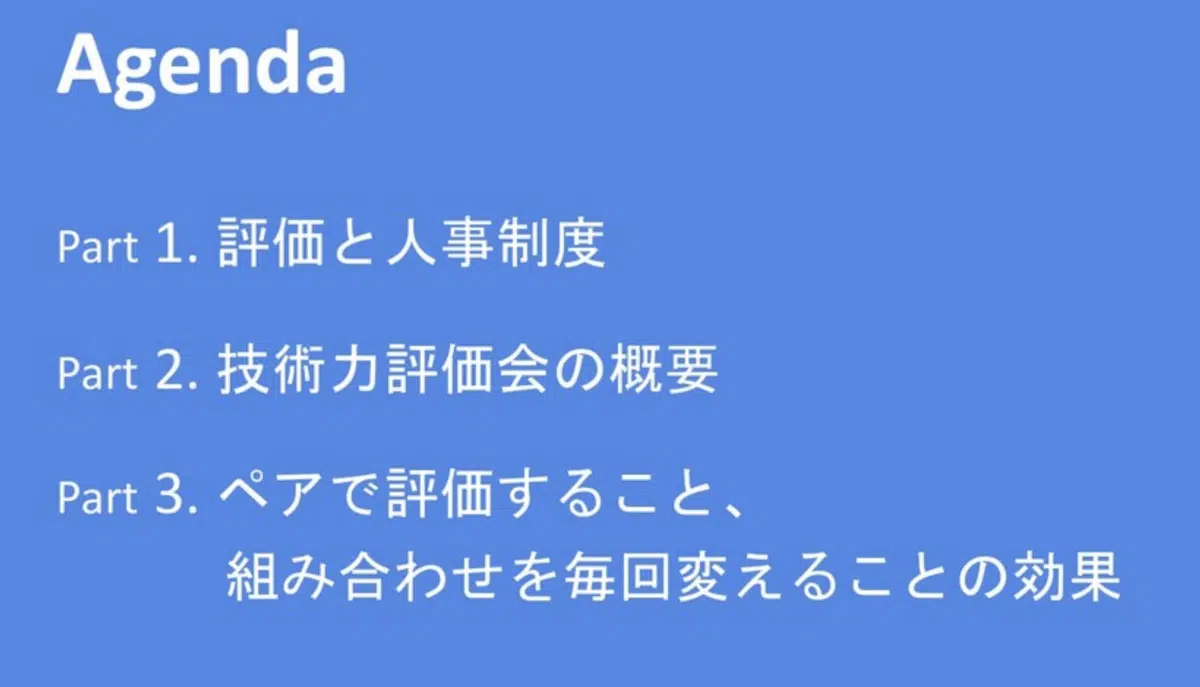 Agenda
Part 1. 評価と人事制度
Part 2. 技術力評価会の概要
Part 3. ペアで評価すること、
組み合わせを毎回変えることの効果